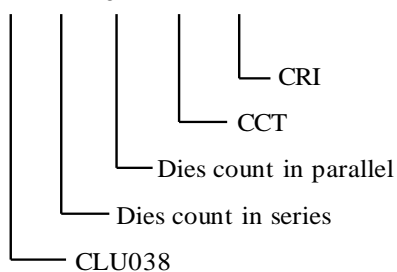 CRI
CCT
Dies count in parallel
Dies count in series
CLU038